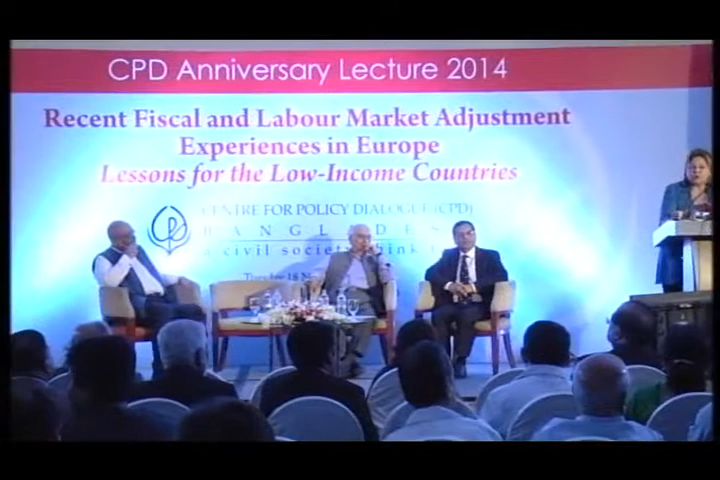 CPD Anniversary Lecture 2014
Recent Fiscal and Labour Market Adjustment
Experiences in Europe
Lessons for the Low-Income Countries
CENTRE FOR POLICY DIALOGUE (CPD)
BANGLADES
a civil society think